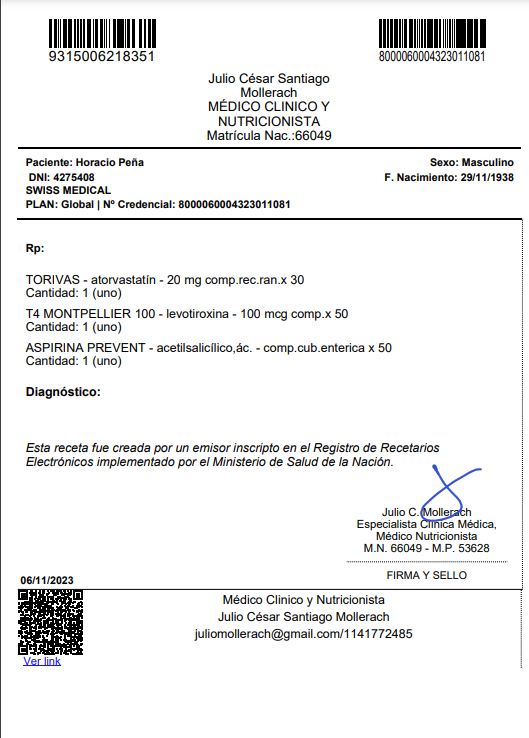 9315006218351
8000060004323011081
Julio César Santiago
Mollerach
MÉDICO CLINICO Y
NUTRICIONISTA
Matrícula Nac.:66049
Paciente: Horacio Peña
Sexo: Masculino
DNI: 4275408
F. Nacimiento: 29/11/1938
SWISS MEDICAL
PLAN: Global | Nº Credencial: 8000060004323011081
Rp:
TORIVAS - atorvastatín - 20 mg comp.rec.ran.x 30
Cantidad: 1 (uno)
T4 MONTPELLIER 100 - levotiroxina - 100 mcg comp.x 50
Cantidad: 1 (uno)
ASPIRINA PREVENT - acetilsalicílico,ác. - comp.cub.enterica x 50
Cantidad: 1 (uno)
Diagnóstico:
Esta receta fue creada por un emisor inscripto en el Registro de Recetarios
Electrónicos implementado por el Ministerio de Salud de la Nación.
Julio C. Mollerach
Especialista Clínica Médica,
Médico Nutricionista
M.N. 66049 - M.P. 53628
FIRMA Y SELLO
06/11/2023
Médico Clinico y Nutricionista
Julio César Santiago Mollerach
juliomollerach@gmail.com/1141772485
Ver link